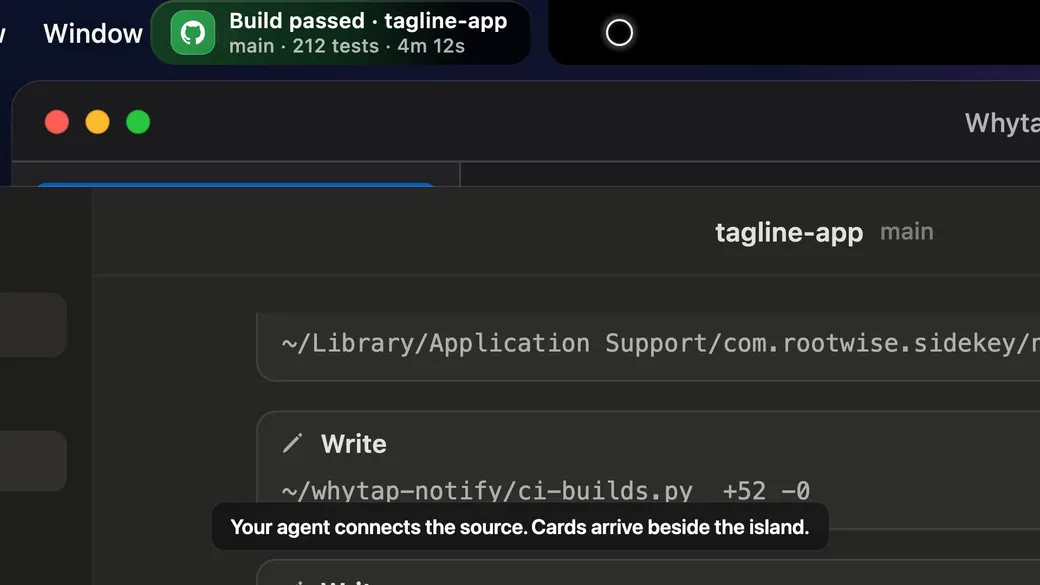 Window
Build passed · tagline-app
main · 212 tests · 4m 12s
tagline-app main
~/Library/Application Support/com.rootwise.sidekey/
Write
~/whytap-notify/ci-builds.py +52 -0
Your agent connects the source. Cards arrive beside the island.
Write